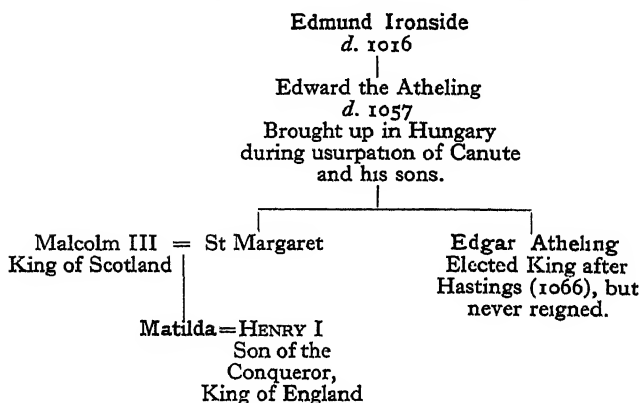 Edmund Ironside
d. 1016
Edward the Atheling
d. 1057
Brought up in Hungary
during usurpation of Canute
and his sons.
Malcolm III = St Margaret
King of Scotland
Edgar Atheling
Elected King after
Hastings (1066), but
never reigned.
Matilda=HENRY I
Son of the
Conqueror,
King of England